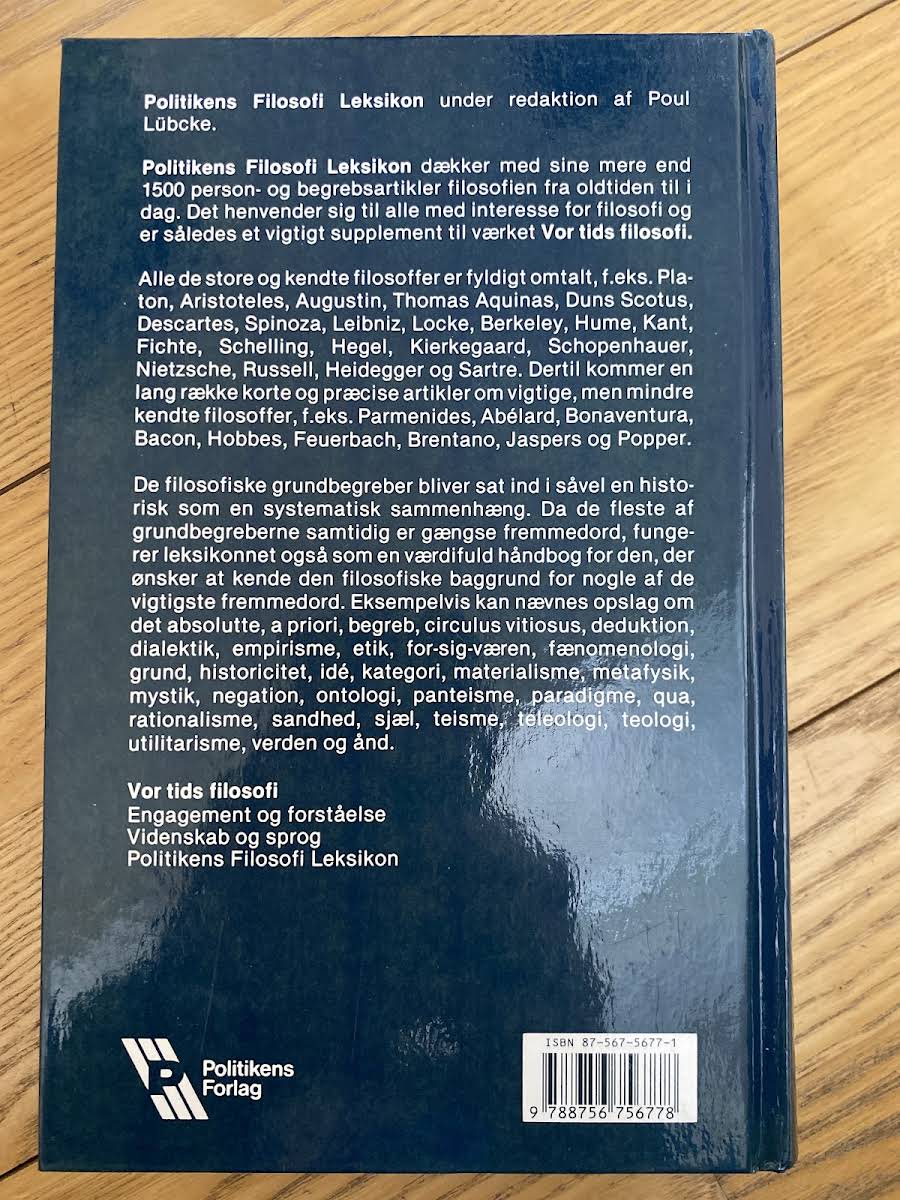 Politikens Filosofi Leksikon under redaktion af Poul
Lübcke.
Politikens Filosofi Leksikon dækker med sine mere end
1500 person- og begrebsartikler filosofien fra oldtiden til i
dag. Det henvender sig til alle med interesse for filosofi og
er således et vigtigt supplement til værket Vor tids filosofi.
Alle de store og kendte filosoffer er fyldigt omtalt, f.eks. Pla-
ton, Aristoteles, Augustin, Thomas Aquinas, Duns Scotus,
Descartes, Spinoza, Leibniz, Locke, Berkeley, Hume, Kant,
Fichte, Schelling, Hegel, Kierkegaard, Schopenhauer,
Nietzsche, Russell, Heidegger og Sartre. Dertil kommer en
lang række korte og præcise artikler om vigtige, men mindre
kendte filosoffer, f.eks. Parmenides, Abélard, Bonaventura,
Bacon, Hobbes, Feuerbach, Brentano, Jaspers og Popper.
De filosofiske grundbegreber bliver sat ind i såvel en histo-
risk som en systematisk sammenhæng. Da de fleste af
grundbegreberne samtidig er gængse fremmedord, funge-
rer leksikonnet også som en værdifuld håndbog for den, der
ønsker at kende den filosofiske baggrund for nogle af de
vigtigste fremmedord. Eksempelvis kan nævnes opslag om
det absolutte, a priori, begreb, circulus vitiosus, deduktion,
dialektik, empirisme, etik, for-sig-væren, fænomenologi,
grund, historicitet, idé, kategori, materialisme, metafysik,
mystik, negation, ontologi, panteisme, paradigme, qua,
rationalisme, sandhed, sjæl, teisme, teleologi, teologi,
utilitarisme, verden og ånd.
Vor tids filosofi
Engagement og forståelse
Videnskab og sprog
Politikens Filosofi Leksikon
P
Politikens
Forlag
ISBN 87-567-5677-1
9 788756 756778